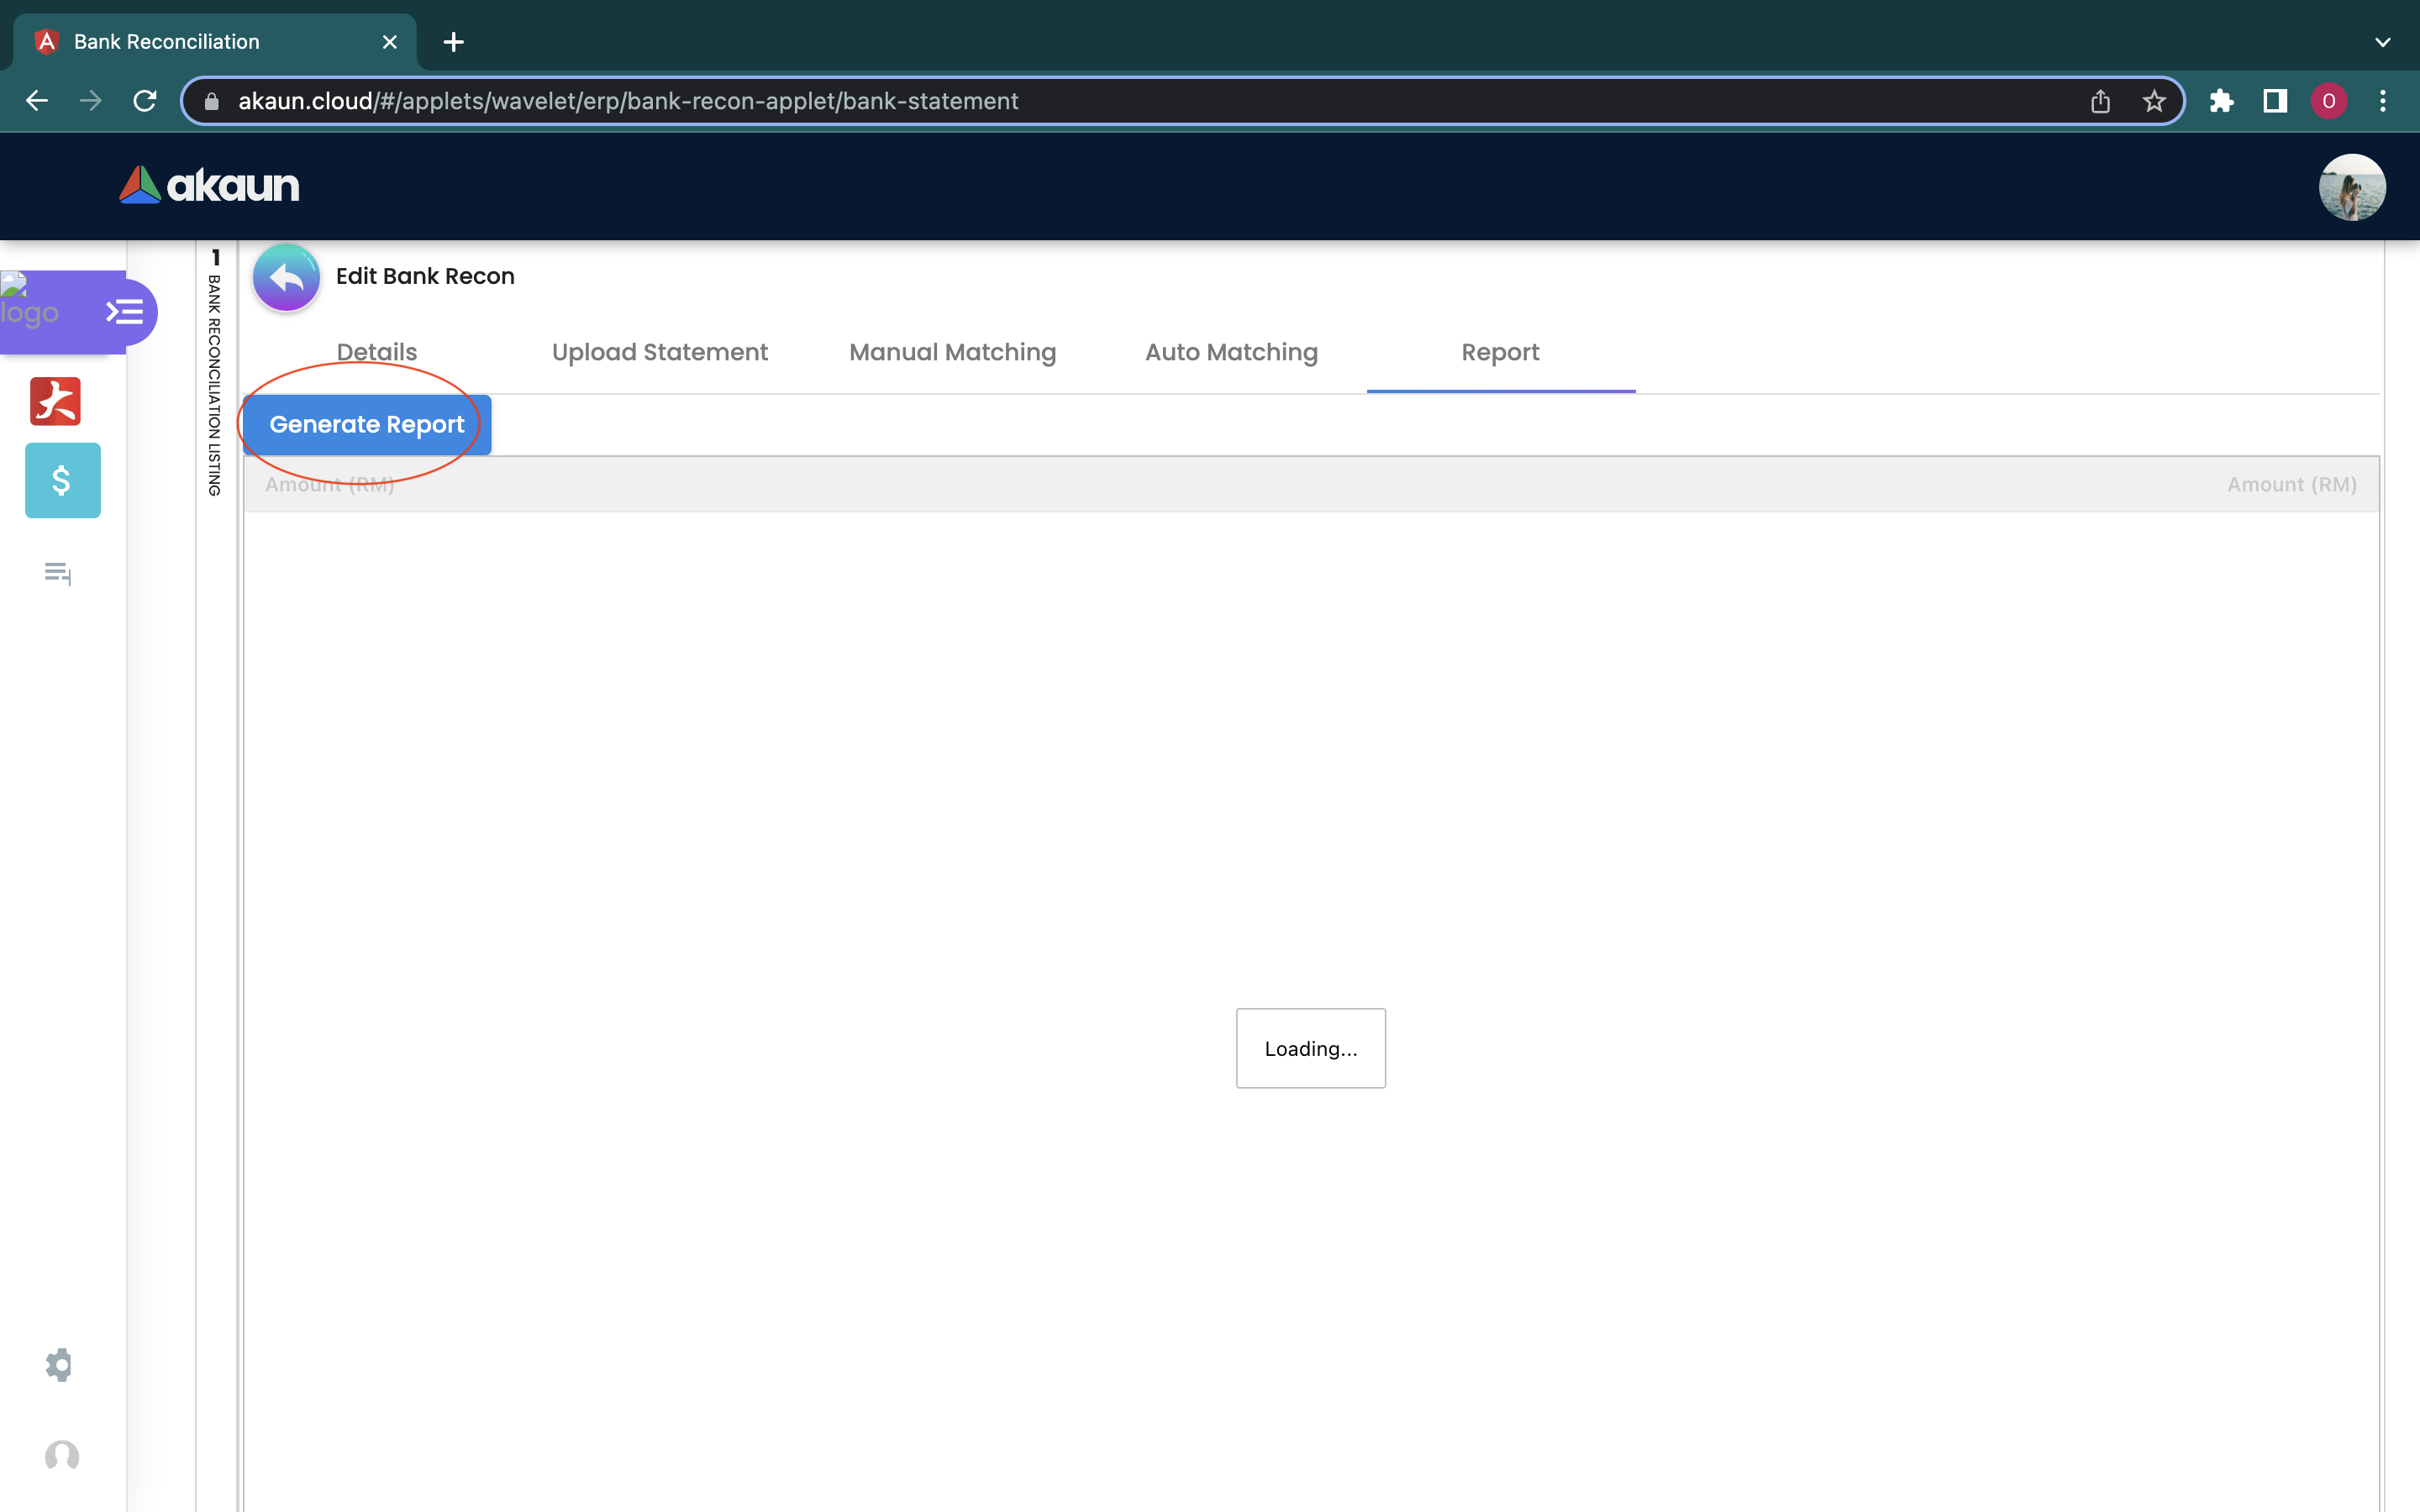 Bank Reconciliation
akaun.cloud/#/applets/wavelet/erp/bank-recon-applet/bank-statement
O
akaun
logo
1 BANK RECONCILIATION LISTING
Edit Bank Recon
Details Upload Statement Manual Matching Auto Matching Report
Generate Report
Amount (RM) Amount (RM)
$
Loading...